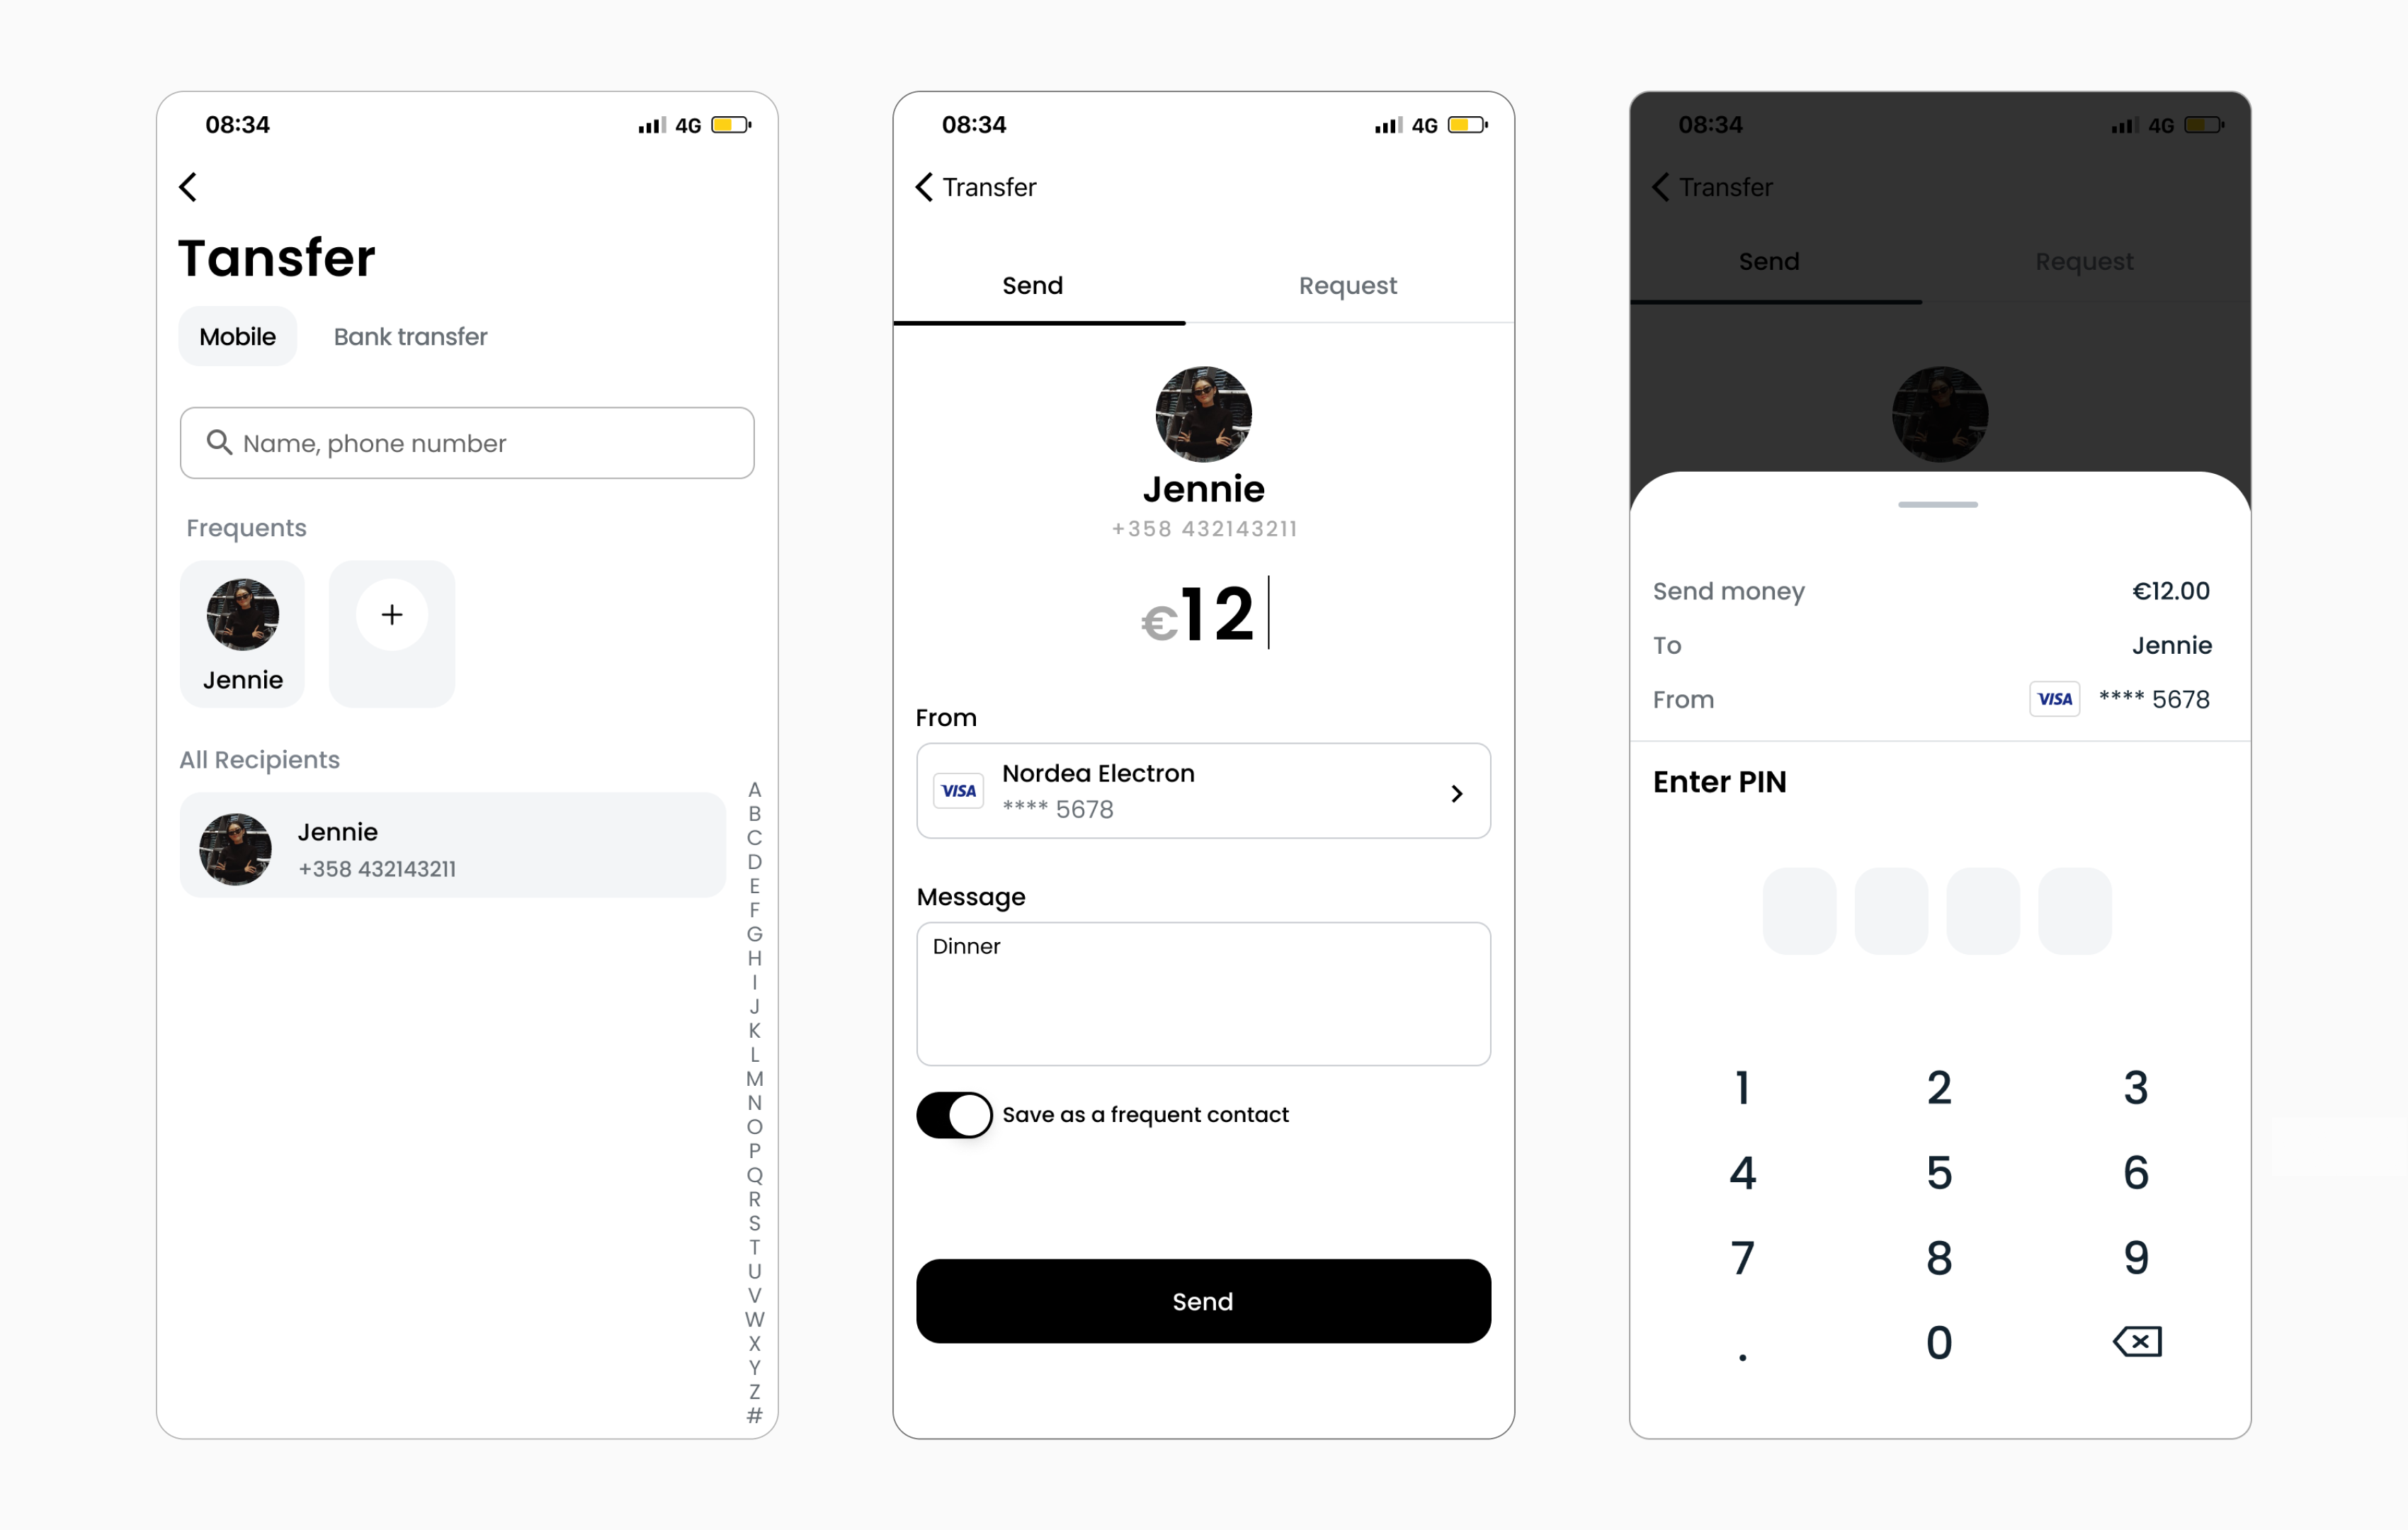 08:34 4G
Tansfer
Mobile Bank transfer
Name, phone number
Frequents
Jennie
All Recipients
Jennie
+358 432143211
A
B
C
D
E
F
G
H
I
J
K
L
M
N
O
P
Q
R
S
T
U
V
W
X
Y
Z
#
08:34 4G
Transfer
Send Request
Jennie
+358 432143211
€12
From
VISA Nordea Electron
**** 5678
Message
Dinner
Save as a frequent contact
Send
08:34 4G
Transfer
Send Request
Send money €12.00
To Jennie
From VISA **** 5678
Enter PIN
1 2 3
4 5 6
7 8 9
. 0